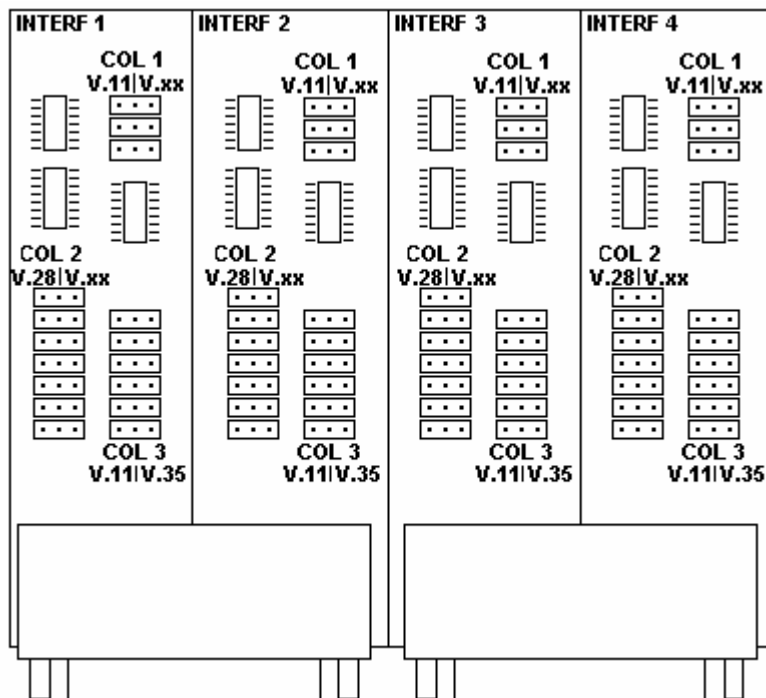 INTERF 1
COL 1
V.11|V.xx
COL 2
V.28|V.xx
COL 3
V.11|V.35
INTERF 2
COL 1
V.11|V.xx
COL 2
V.28|V.xx
COL 3
V.11|V.35
INTERF 3
COL 1
V.11|V.xx
COL 2
V.28|V.xx
COL 3
V.11|V.35
INTERF 4
COL 1
V.11|V.xx
COL 2
V.28|V.xx
COL 3
V.11|V.35